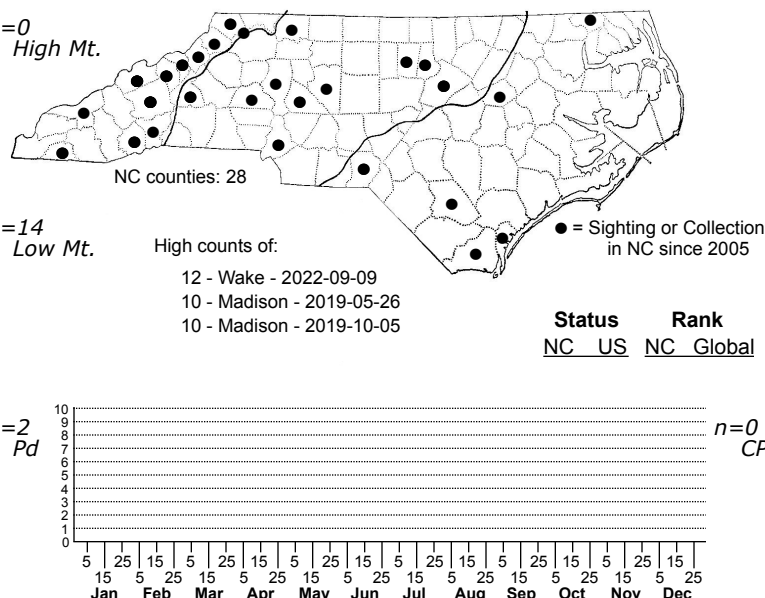 =0
High Mt.
NC counties: 28
=14
Low Mt.
High counts of:
12 - Wake - 2022-09-09
10 - Madison - 2019-05-26
10 - Madison - 2019-10-05
● = Sighting or Collection
in NC since 2005
Status Rank
NC US NC Global
=2
Pd
n=0
CP
10
9
8
7
6
5
4
3
2
1
0
5 25 15 5 25 15 5 25 15 5 25 15 5 25 15 5 25 15
15 5 25 15 5 25 15 5 25 15 5 25 15 5 25 15 5 25
Jan Feb Mar Apr May Jun Jul Aug Sep Oct Nov Dec